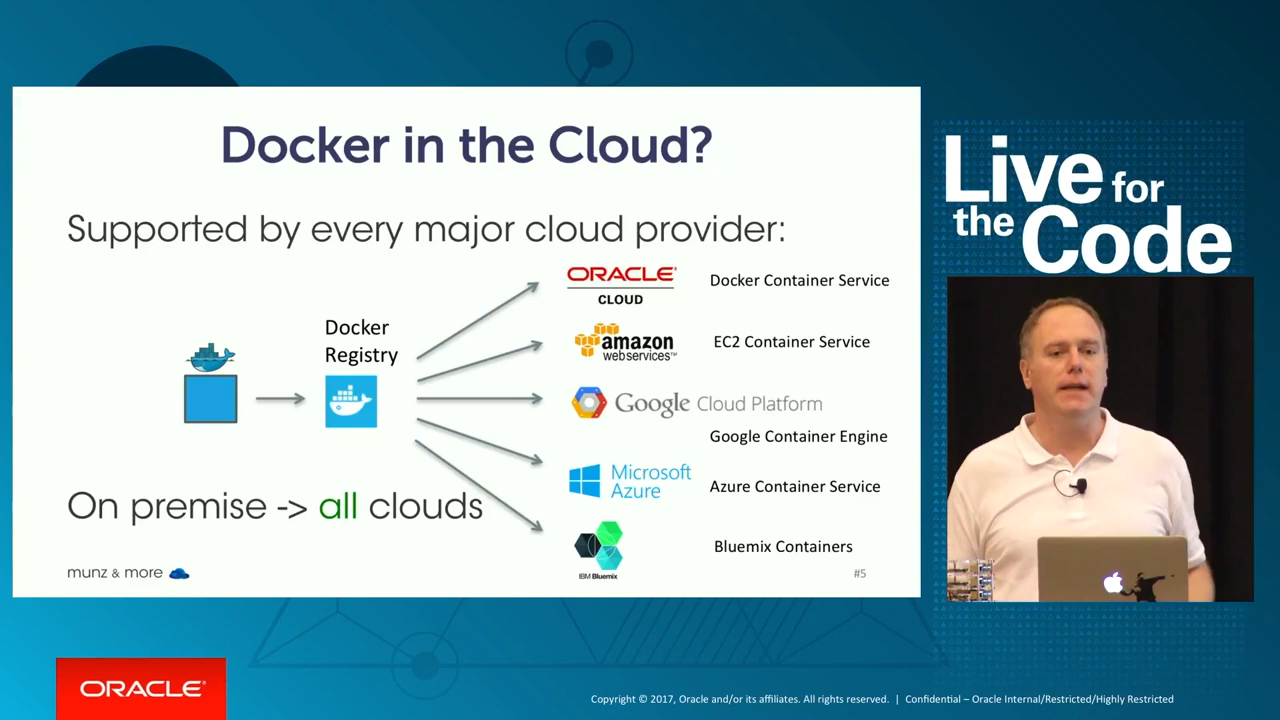 Docker in the Cloud?
Supported by every major cloud provider:
Docker
Registry
ORACLE
CLOUD
Docker Container Service
amazon
webservices™
EC2 Container Service
Google Cloud Platform
Google Container Engine
Microsoft
Azure
Azure Container Service
IBM Bluemix
Bluemix Containers
On premise -> all clouds
munz & more
#5
Live for
the Code
ORACLE
Copyright © 2017, Oracle and/or its affiliates. All rights reserved. | Confidential – Oracle Internal/Restricted/Highly Restricted